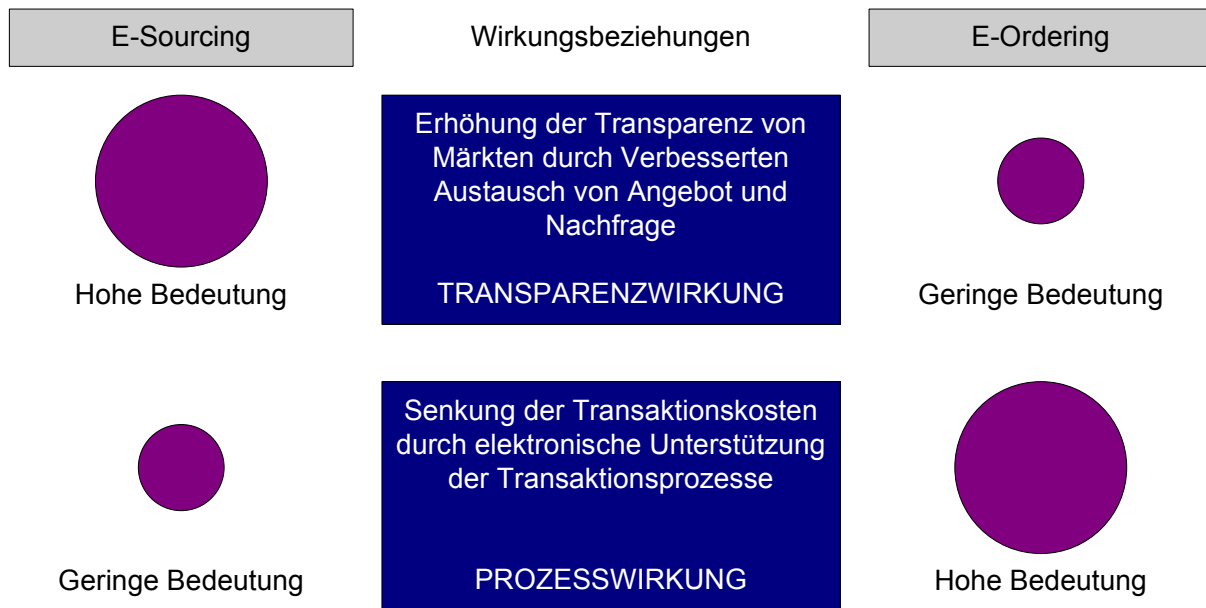 E-Sourcing
Wirkungsbeziehungen
E-Ordering
Erhöhung der Transparenz von
Märkten durch Verbesserten
Austausch von Angebot und
Nachfrage
Hohe Bedeutung
TRANSPARENZWIRKUNG
Geringe Bedeutung
Senkung der Transaktionskosten
durch elektronische Unterstützung
der Transaktionsprozesse
Geringe Bedeutung
PROZESSWIRKUNG
Hohe Bedeutung